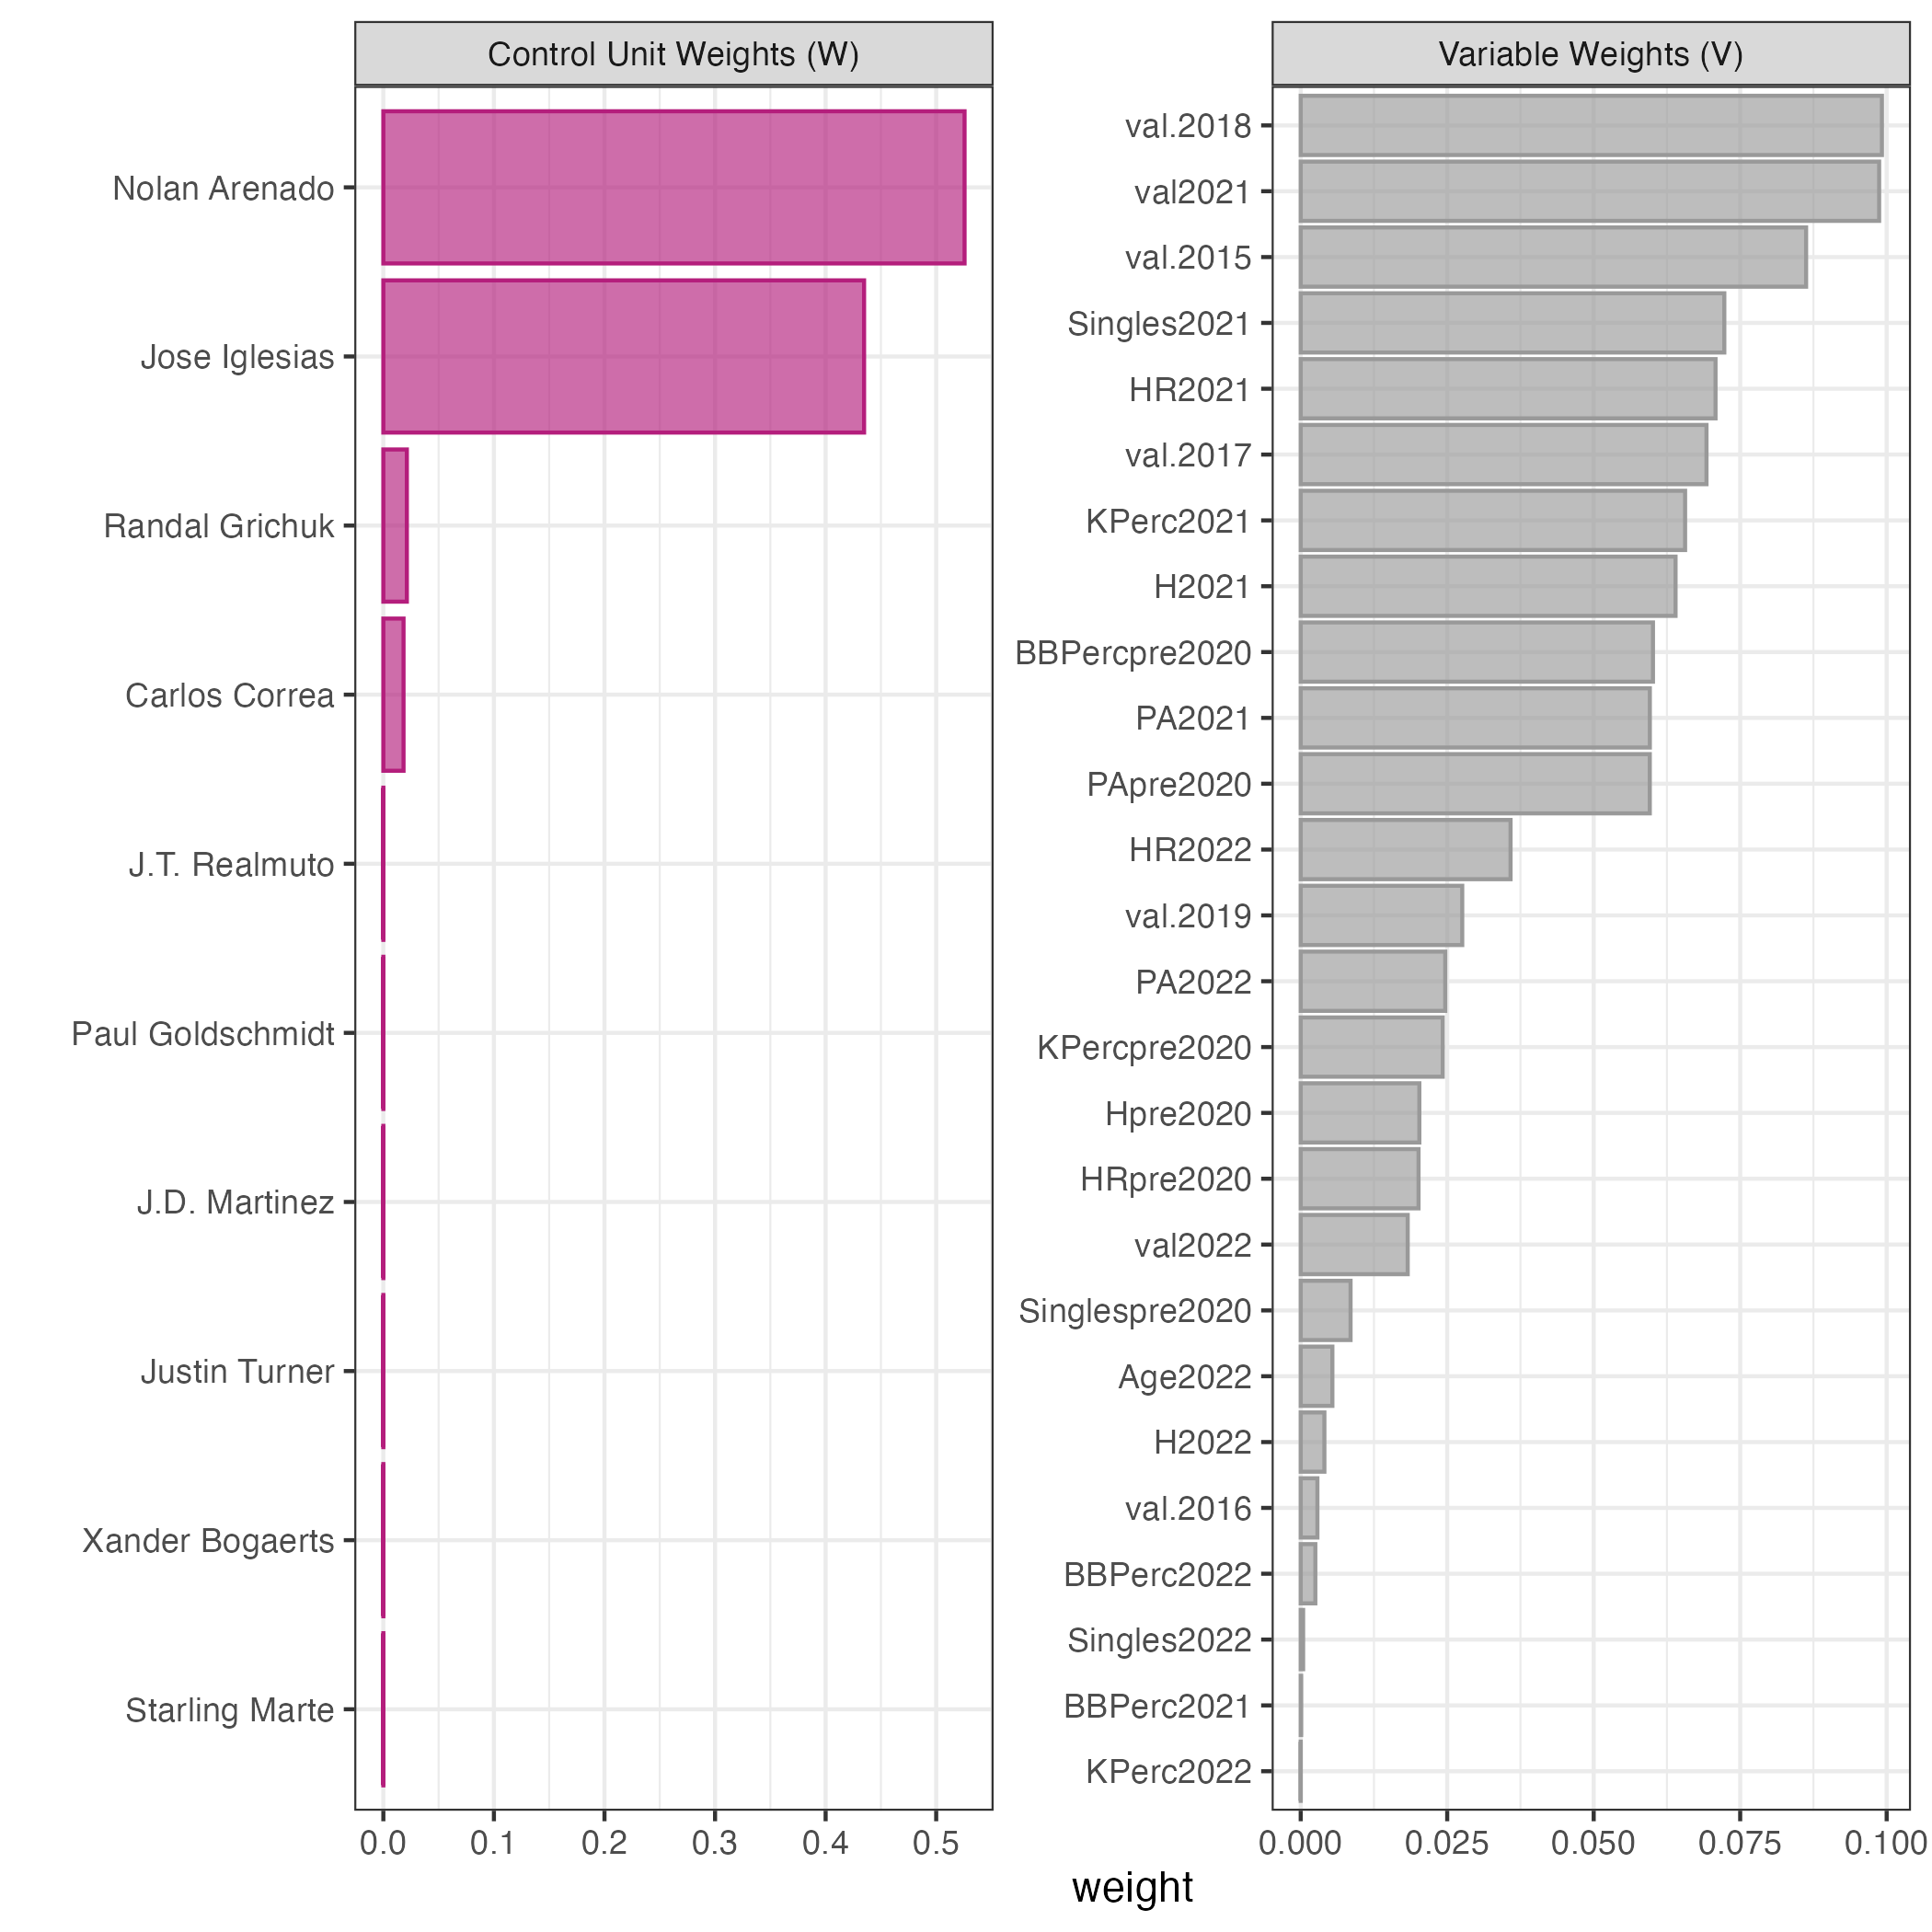 Control Unit Weights (W)
Nolan Arenado
Jose Iglesias
Randal Grichuk
Carlos Correa
J.T. Realmuto
Paul Goldschmidt
J.D. Martinez
Justin Turner
Xander Bogaerts
Starling Marte
0.0 0.1 0.2 0.3 0.4 0.5
Variable Weights (V)
val.2018
val2021
val.2015
Singles2021
HR2021
val.2017
KPerc2021
H2021
BBPercpre2020
PA2021
PApre2020
HR2022
val.2019
PA2022
KPercpre2020
Hpre2020
HRpre2020
val2022
Singlespre2020
Age2022
H2022
val.2016
BBPerc2022
Singles2022
BBPerc2021
KPerc2022
0.000 0.025 0.050 0.075 0.100
weight